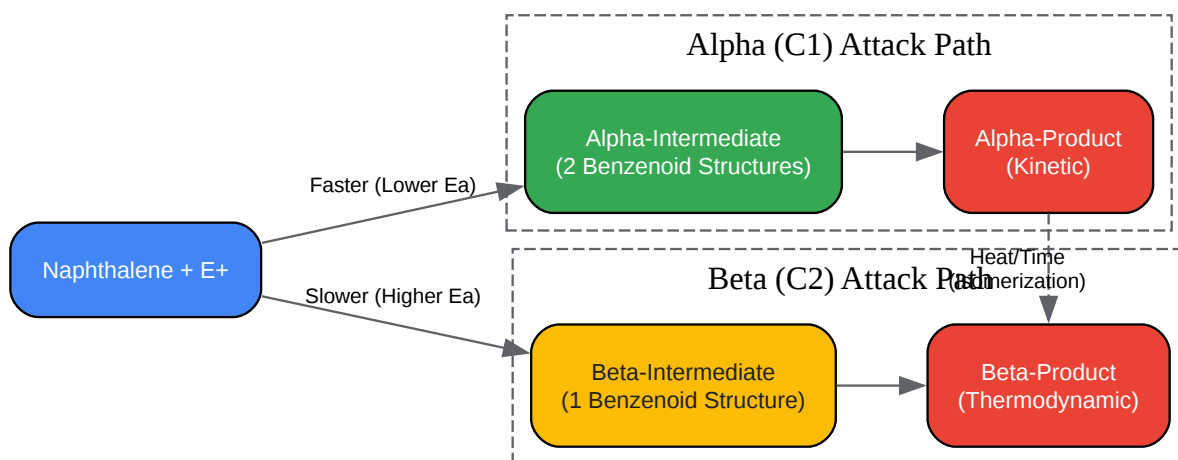 Alpha (C1) Attack Path
Alpha-Intermediate
(2 Benzenoid Structures)
Alpha-Product
(Kinetic)
Faster (Lower Ea)
Naphthalene + E+
Slower (Higher Ea)
Heat/Time
(Isomerization)
Beta (C2) Attack Path
Beta-Intermediate
(1 Benzenoid Structure)
Beta-Product
(Thermodynamic)